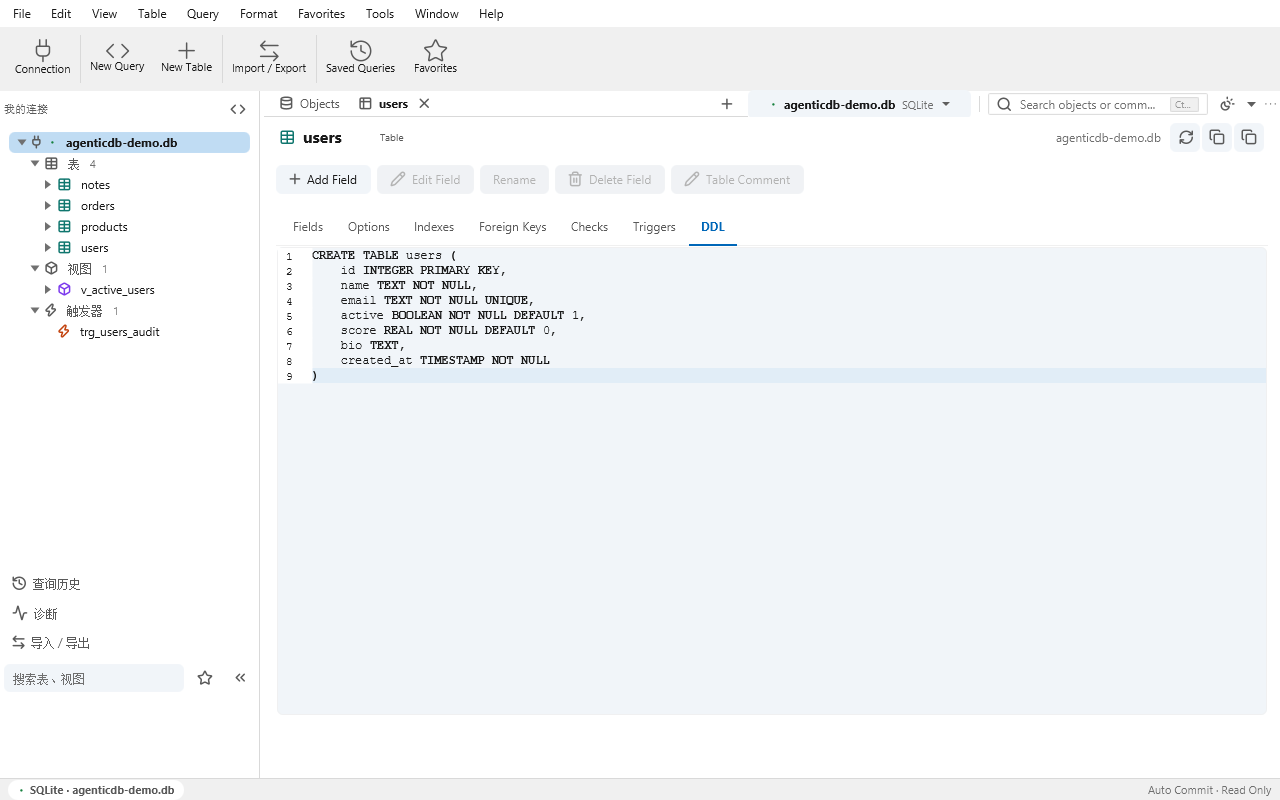 File Edit View Table Query Format Favorites Tools Window Help
Connection New Query New Table Import / Export Saved Queries Favorites
我的连接
Objects users agenticdb-demo.db SQLite Search objects or comm... Ct...
agenticdb-demo.db
表 4
notes
orders
products
users
视图 1
v_active_users
触发器 1
trg_users_audit
查询历史
诊断
导入 / 导出
搜索表、视图
users Table agenticdb-demo.db
Add Field Edit Field Rename Delete Field Table Comment
Fields Options Indexes Foreign Keys Checks Triggers DDL
1 CREATE TABLE users (
2 id INTEGER PRIMARY KEY,
3 name TEXT NOT NULL,
4 email TEXT NOT NULL UNIQUE,
5 active BOOLEAN NOT NULL DEFAULT 1,
6 score REAL NOT NULL DEFAULT 0,
7 bio TEXT,
8 created_at TIMESTAMP NOT NULL
9 )
SQLite · agenticdb-demo.db Auto Commit · Read Only